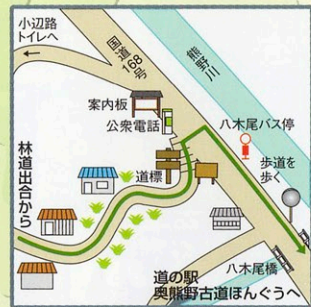 小辺路
トイレへ
国道168号
熊野川
案内板
公衆電話
八木尾バス停
歩道を
歩く
林道出合から
道標
八木尾橋
道の駅
奥熊野古道ほんぐうへ